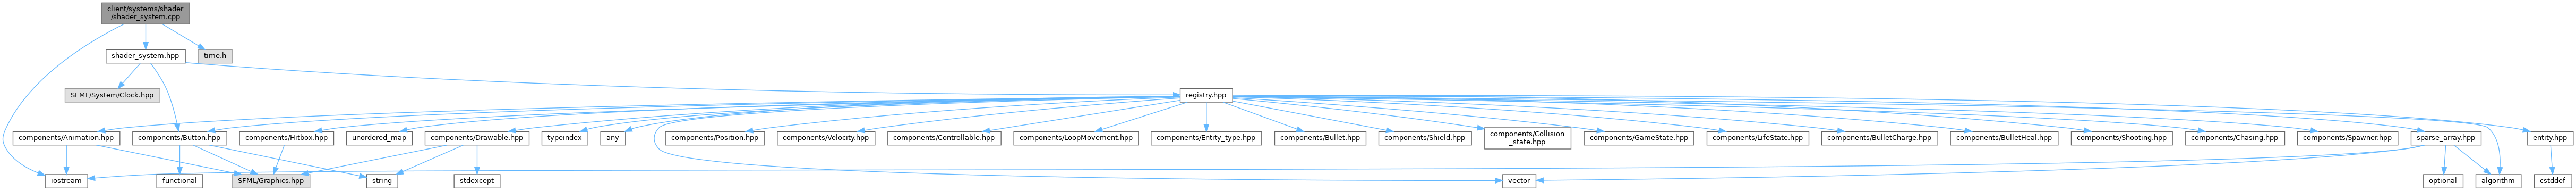 client/systems/shader
/shader_system.cpp
shader_system.hpp
time.h
SFML/System/Clock.hpp
registry.hpp
components/Animation.hpp
components/Button.hpp
components/Hitbox.hpp
unordered_map
components/Drawable.hpp
typeindex
any
components/Position.hpp
components/Velocity.hpp
components/Controllable.hpp
components/LoopMovement.hpp
components/Entity_type.hpp
components/Bullet.hpp
components/Shield.hpp
components/Collision
_state.hpp
components/GameState.hpp
components/LifeState.hpp
components/BulletCharge.hpp
components/BulletHeal.hpp
components/Shooting.hpp
components/Chasing.hpp
components/Spawner.hpp
sparse_array.hpp
entity.hpp
iostream
functional
SFML/Graphics.hpp
string
stdexcept
vector
optional
algorithm
cstddef